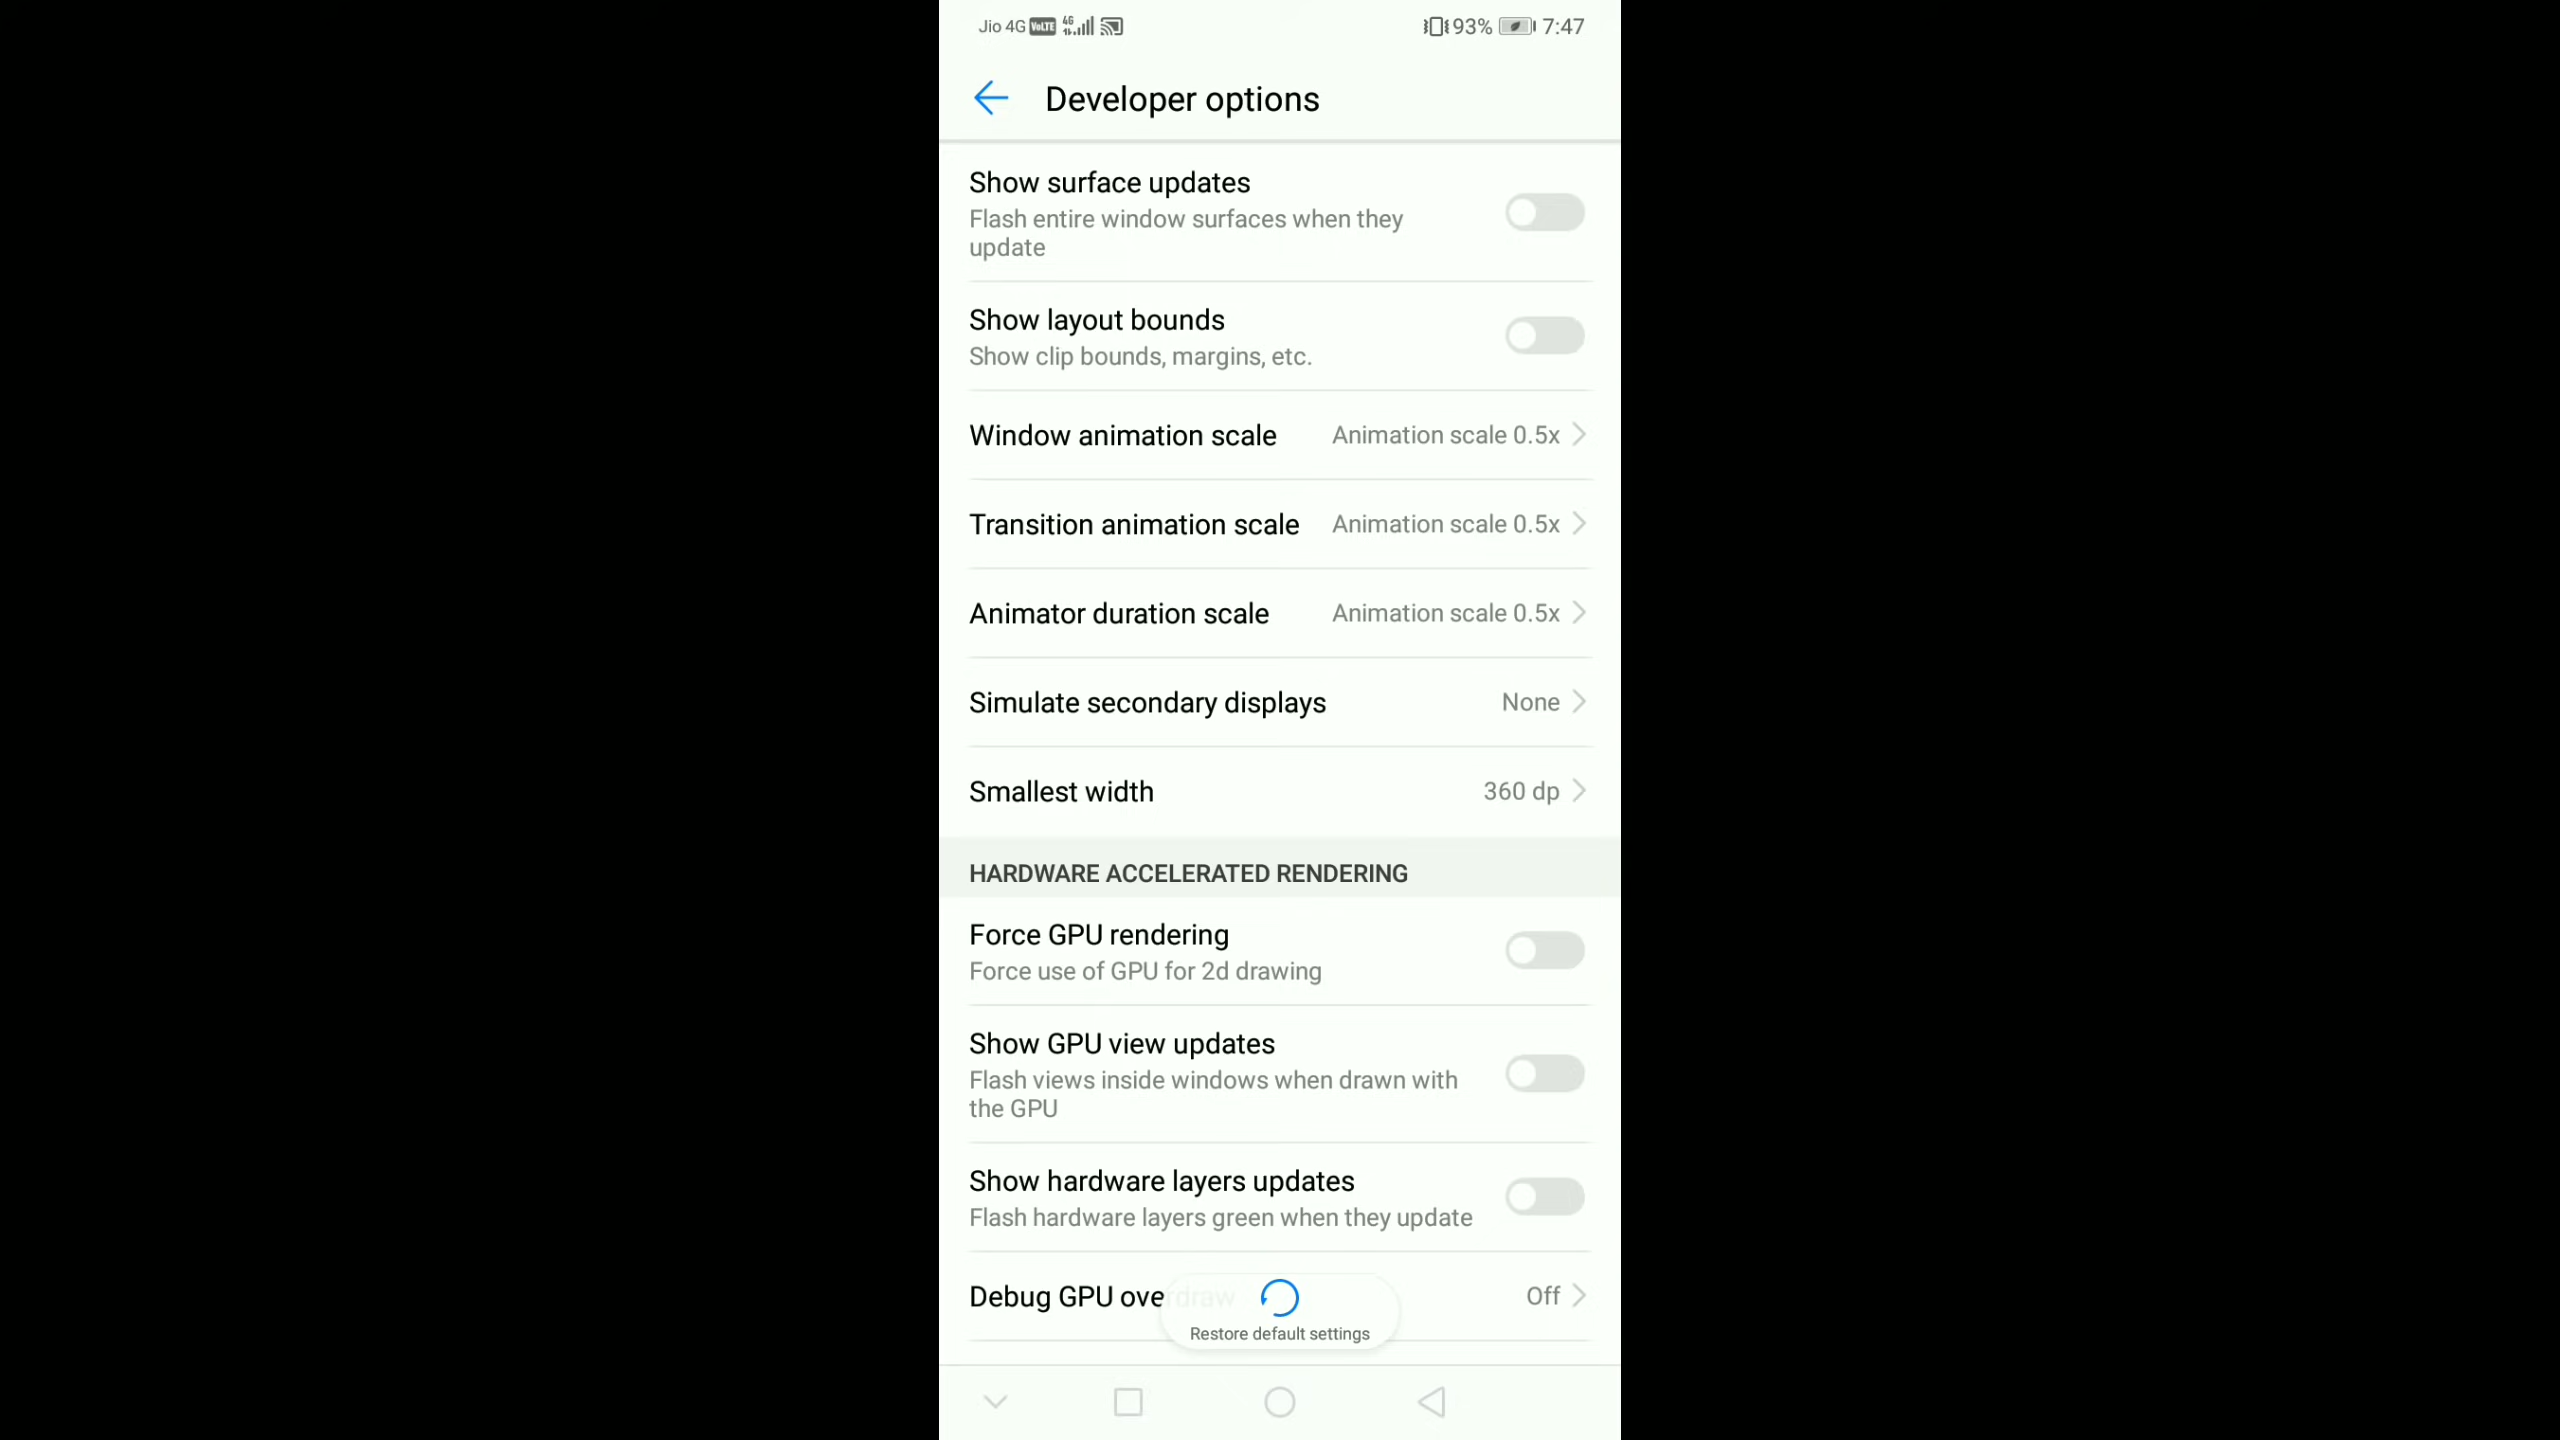 Jio 4G VoLTE 4G 93% 7:47
Developer options
Show surface updates
Flash entire window surfaces when they
update
Show layout bounds
Show clip bounds, margins, etc.
Window animation scale Animation scale 0.5x
Transition animation scale Animation scale 0.5x
Animator duration scale Animation scale 0.5x
Simulate secondary displays None
Smallest width 360 dp
HARDWARE ACCELERATED RENDERING
Force GPU rendering
Force use of GPU for 2d drawing
Show GPU view updates
Flash views inside windows when drawn with
the GPU
Show hardware layers updates
Flash hardware layers green when they update
Debug GPU overdraw Off
Restore default settings